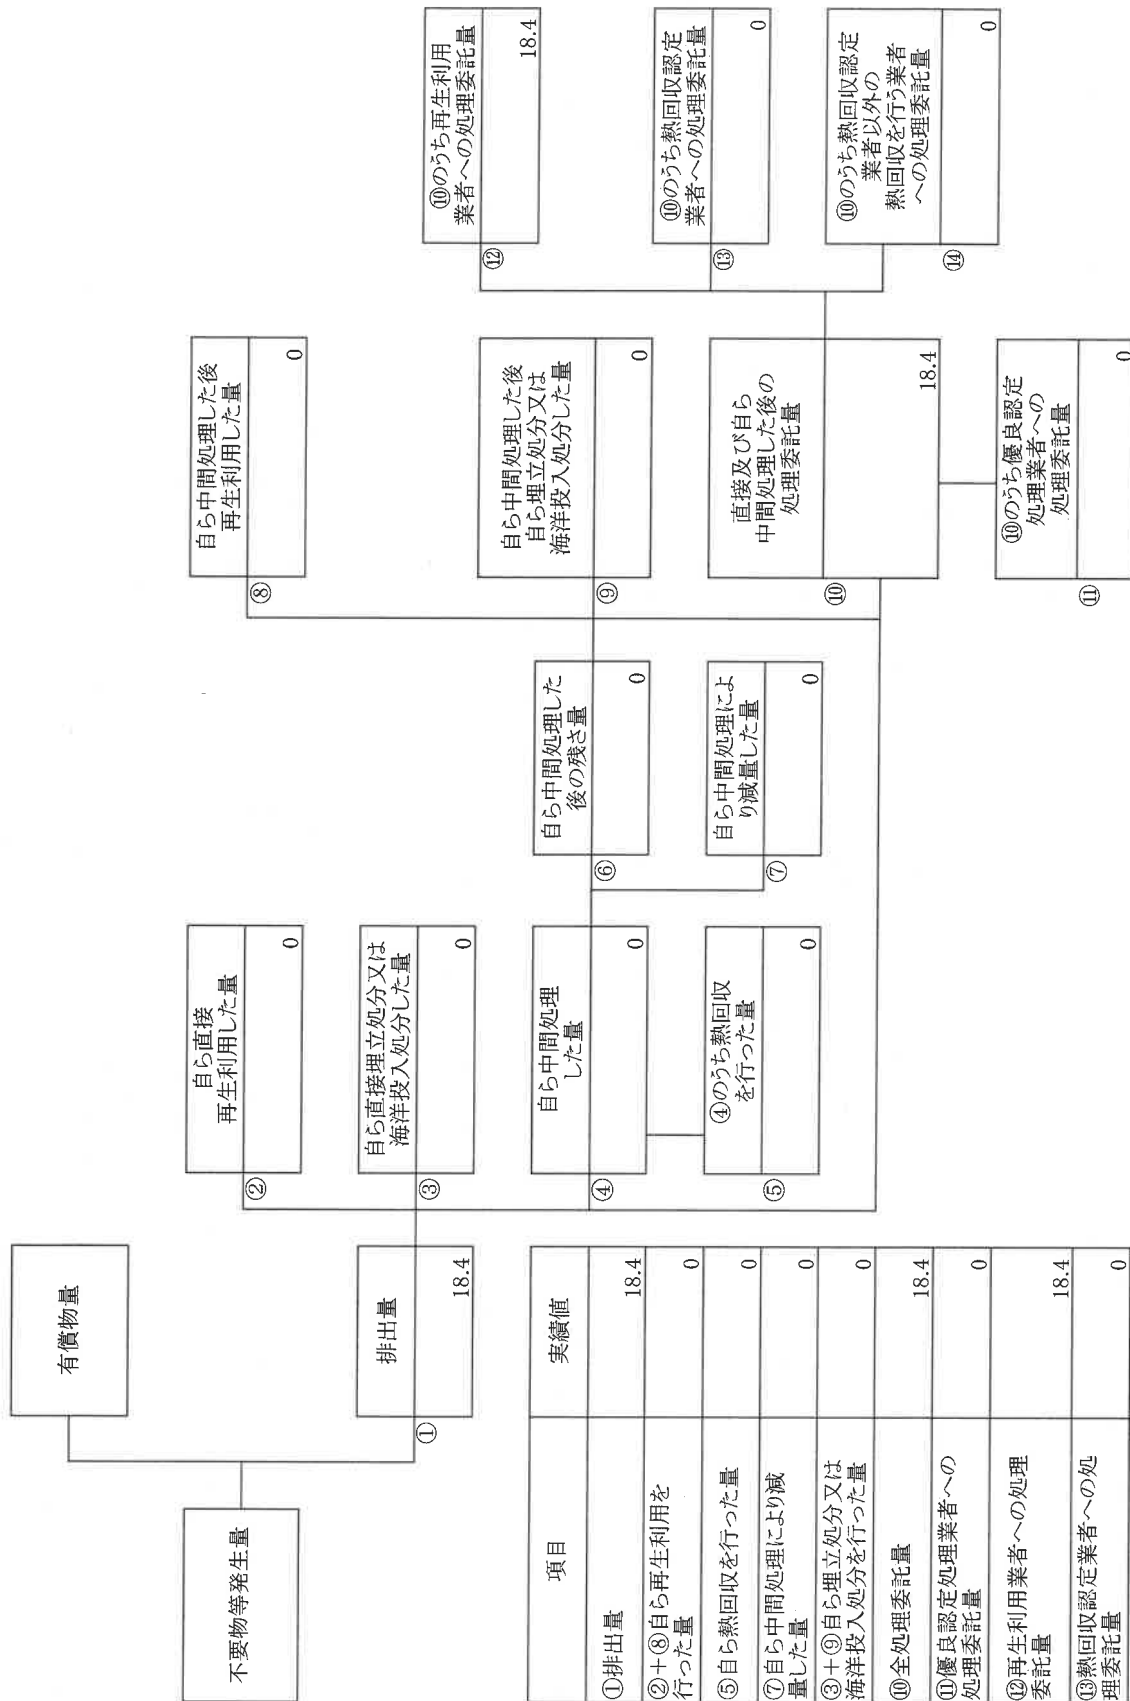 不要物等発生量
有償物量
排出量
①
18.4
自ら直接
再生利用した量
②
0
自ら直接埋立処分又は
海洋投入処分した量
③
0
自ら中間処理
した量
④
0
④のうち熱回収
を行った量
⑤
0
自ら中間処理した
後の残さ量
⑥
0
自ら中間処理によ
り減量した量
⑦
0
自ら中間処理した後
再生利用した量
⑧
0
自ら中間処理した後
自ら埋立処分又は
海洋投入処分した量
⑨
0
直接及び自ら
中間処理した後の
処理委託量
⑩
18.4
⑩のうち優良認定
処理業者への
処理委託量
⑪
0
⑩のうち再生利用
業者への処理委託量
⑫
18.4
⑩のうち熱回収認定
業者への処理委託量
⑬
0
⑩のうち熱回収認定
業者以外の
熱回収を行う業者
への処理委託量
⑭
0
項目 実績値
①排出量 18.4
②+⑧自ら再生利用を
行った量 0
⑤自ら熱回収を行った量 0
⑦自ら中間処理により減
量した量 0
③+⑨自ら埋立処分又は
海洋投入処分を行った量 0
⑩全処理委託量 18.4
⑪優良認定処理業者への
処理委託量 0
⑫再生利用業者への処理
委託量 18.4
⑬熱回収認定業者への処
理委託量 0